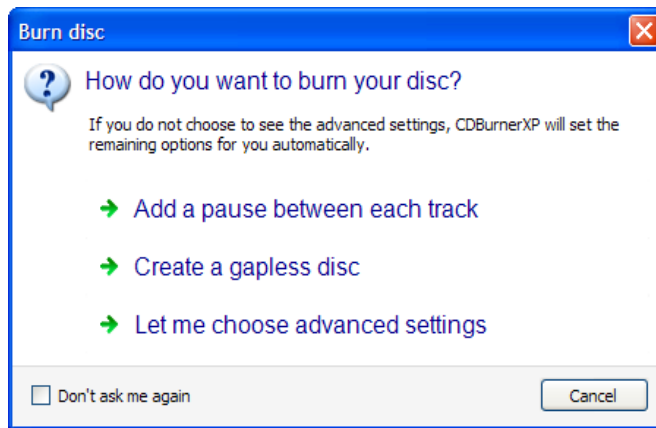 Burn disc
How do you want to burn your disc?
If you do not choose to see the advanced settings, CDBurnerXP will set the
remaining options for you automatically.
Add a pause between each track
Create a gapless disc
Let me choose advanced settings
Don't ask me again
Cancel